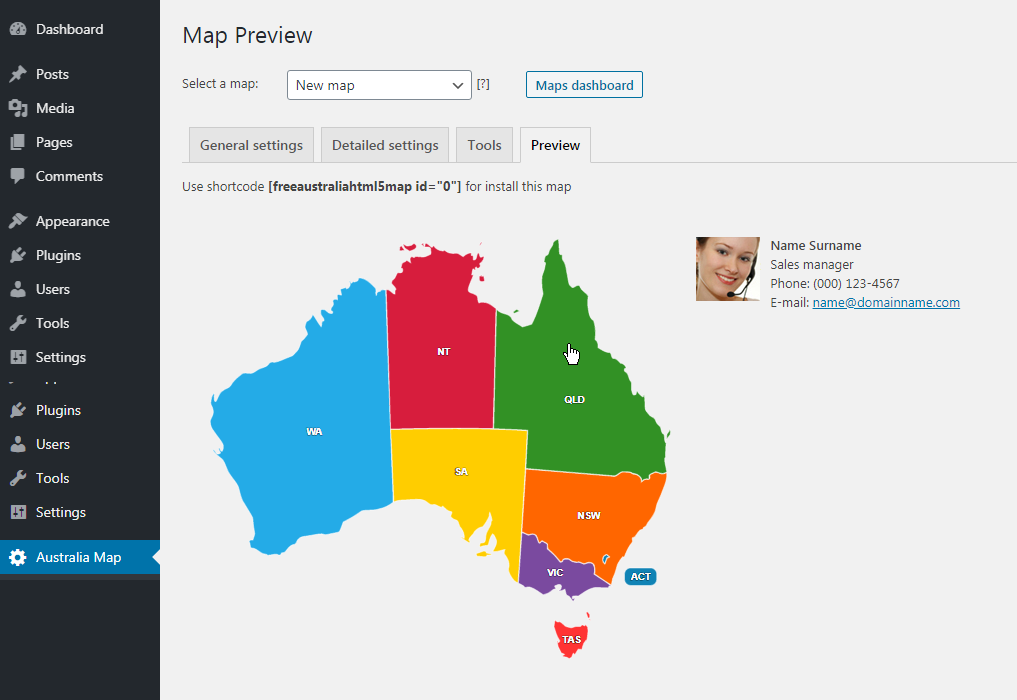 Dashboard
Posts
Media
Pages
Comments
Appearance
Plugins
Users
Tools
Settings
Plugins
Users
Tools
Settings
Australia Map
Map Preview
Select a map: New map [?] Maps dashboard
General settings Detailed settings Tools Preview
Use shortcode [freeaustraliahtml5map id="0"] for install this map
Name Surname
Sales manager
Phone: (000) 123-4567
E-mail: name@domainname.com
NT
QLD
WA
SA
NSW
VIC
ACT
TAS